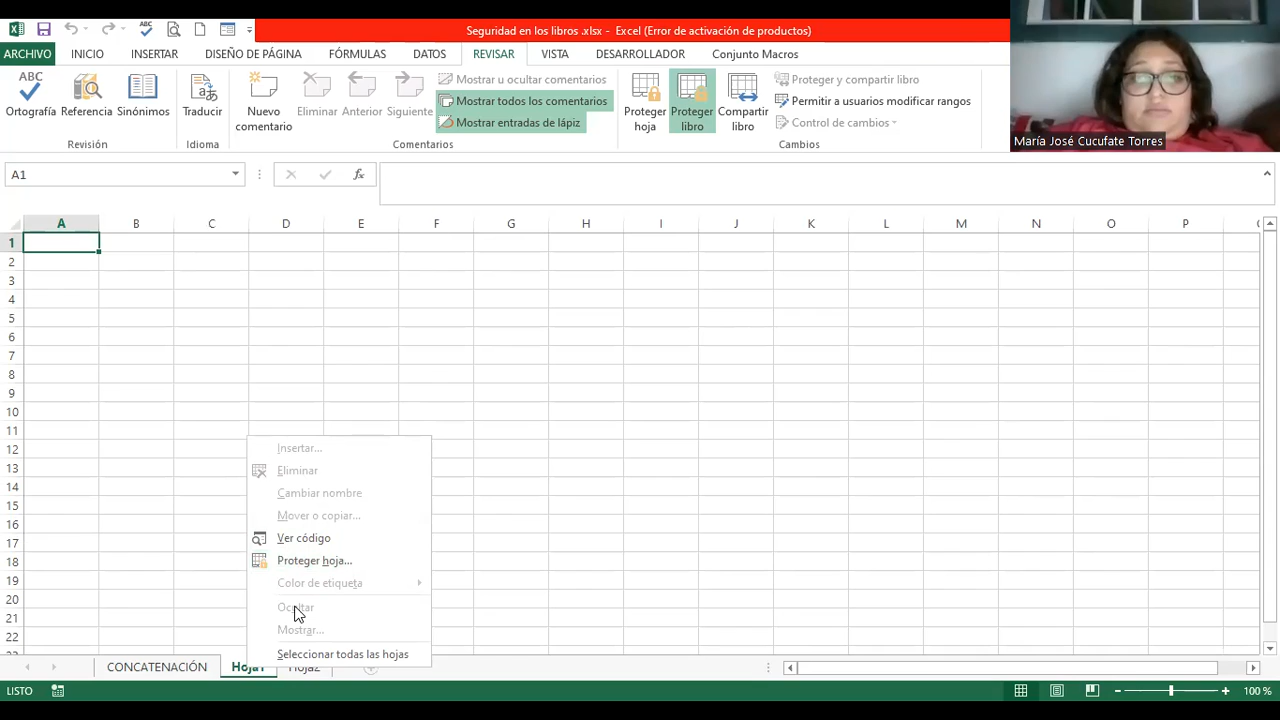 Seguridad en los libros .xlsx - Excel (Error de activación de productos)
ARCHIVO INICIO INSERTAR DISEÑO DE PÁGINA FÓRMULAS DATOS REVISAR VISTA DESARROLLADOR Conjunto Macros
ABC
Ortografía
Referencia
Sinónimos
Revisión
Traducir
Idioma
Nuevo
comentario
Eliminar
Anterior
Siguiente
Mostrar u ocultar comentarios
Mostrar todos los comentarios
Mostrar entradas de lápiz
Comentarios
Proteger
hoja
Proteger
libro
Compartir
libro
Proteger y compartir libro
Permitir a usuarios modificar rangos
Control de cambios
Cambios
María José Cucufate Torres
A1
fx
A B C D E F G H I J K L M N O P
1
2
3
4
5
6
7
8
9
10
11
12
13
14
15
16
17
18
19
20
21
22
Insertar...
Eliminar
Cambiar nombre
Mover o copiar...
Ver código
Proteger hoja...
Color de etiqueta
Ocultar
Mostrar...
Seleccionar todas las hojas
CONCATENACIÓN Hoja1 Hoja2
LISTO
100 %